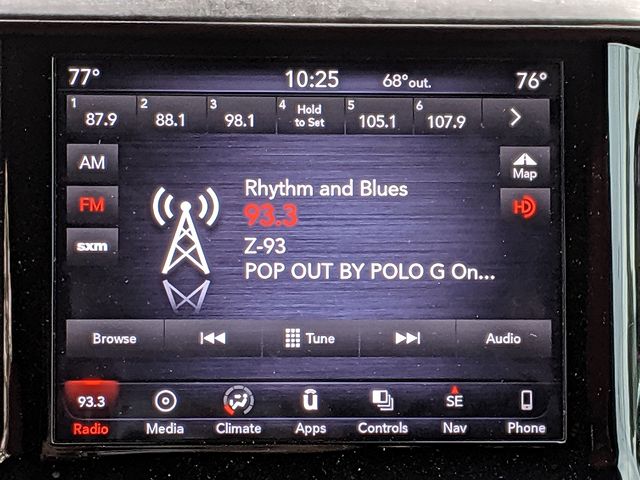 77° 10:25 68°out. 76°
1 87.9 2 88.1 3 98.1 4 Hold to Set 5 105.1 6 107.9
AM
Map
FM
HD
sxm
Rhythm and Blues
93.3
Z-93
POP OUT BY POLO G On...
Browse Tune Audio
93.3 SE
Radio Media Climate Apps Controls Nav Phone